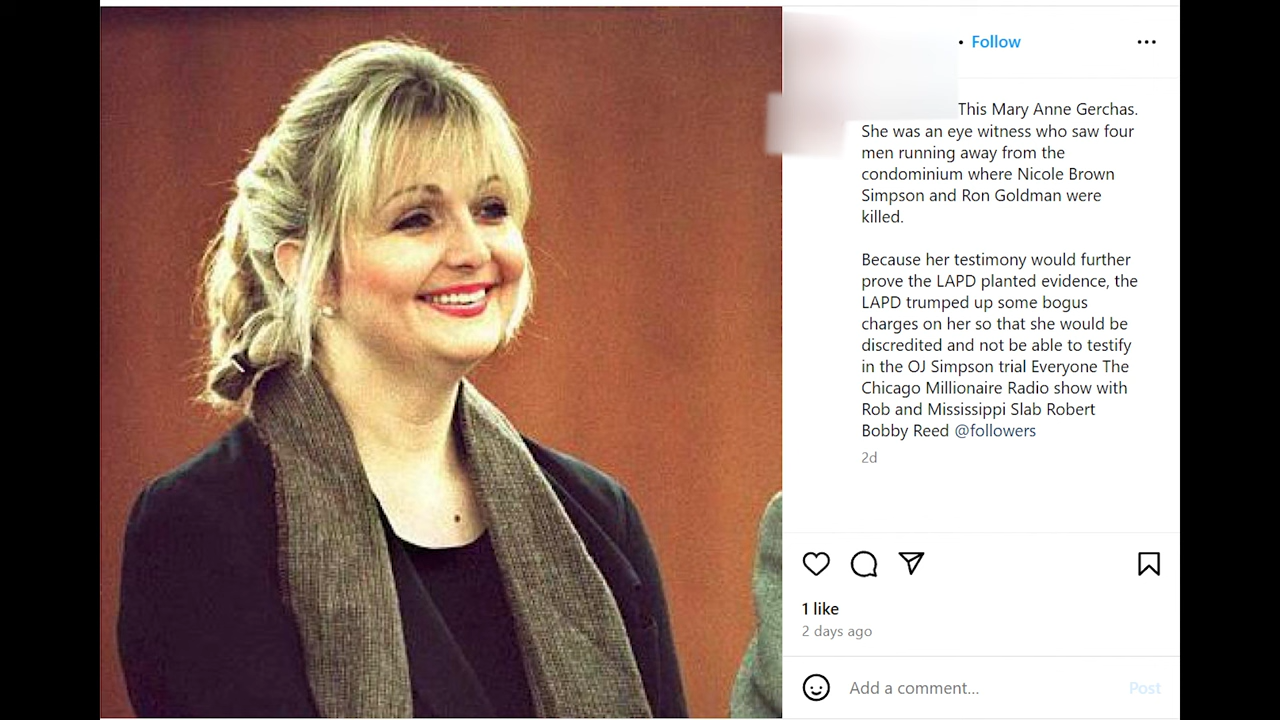 • Follow
This Mary Anne Gerchas.
She was an eye witness who saw four
men running away from the
condominium where Nicole Brown
Simpson and Ron Goldman were
killed.
Because her testimony would further
prove the LAPD planted evidence, the
LAPD trumped up some bogus
charges on her so that she would be
discredited and not be able to testify
in the OJ Simpson trial Everyone The
Chicago Millionaire Radio show with
Rob and Mississippi Slab Robert
Bobby Reed @followers
2d
1 like
2 days ago
Add a comment...
Post